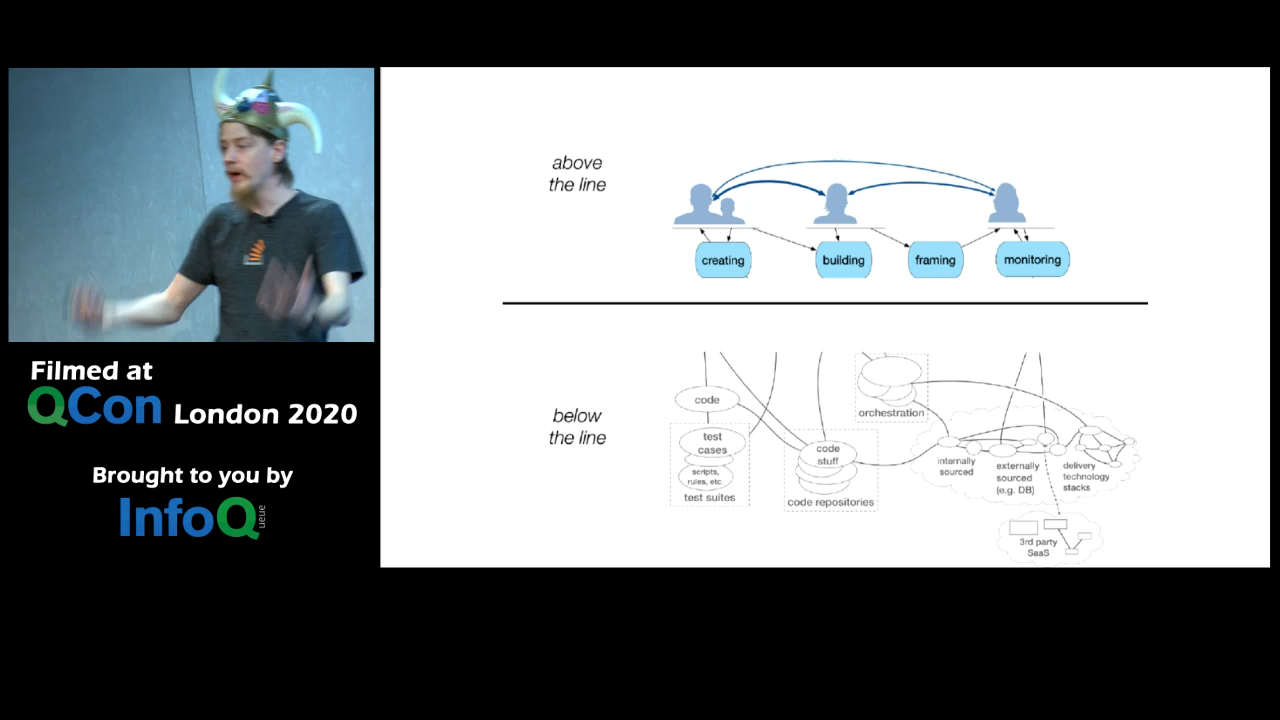 Filmed at
QCon London 2020
Brought to you by
InfoQ
ueue
above
the line
creating
building
framing
monitoring
below
the line
code
test
cases
scripts,
rules, etc.
test suites
code
stuff
code repositories
orchestration
internally
sourced
externally
sourced
(e.g. DB)
delivery
technology
stacks
3rd party
SaaS